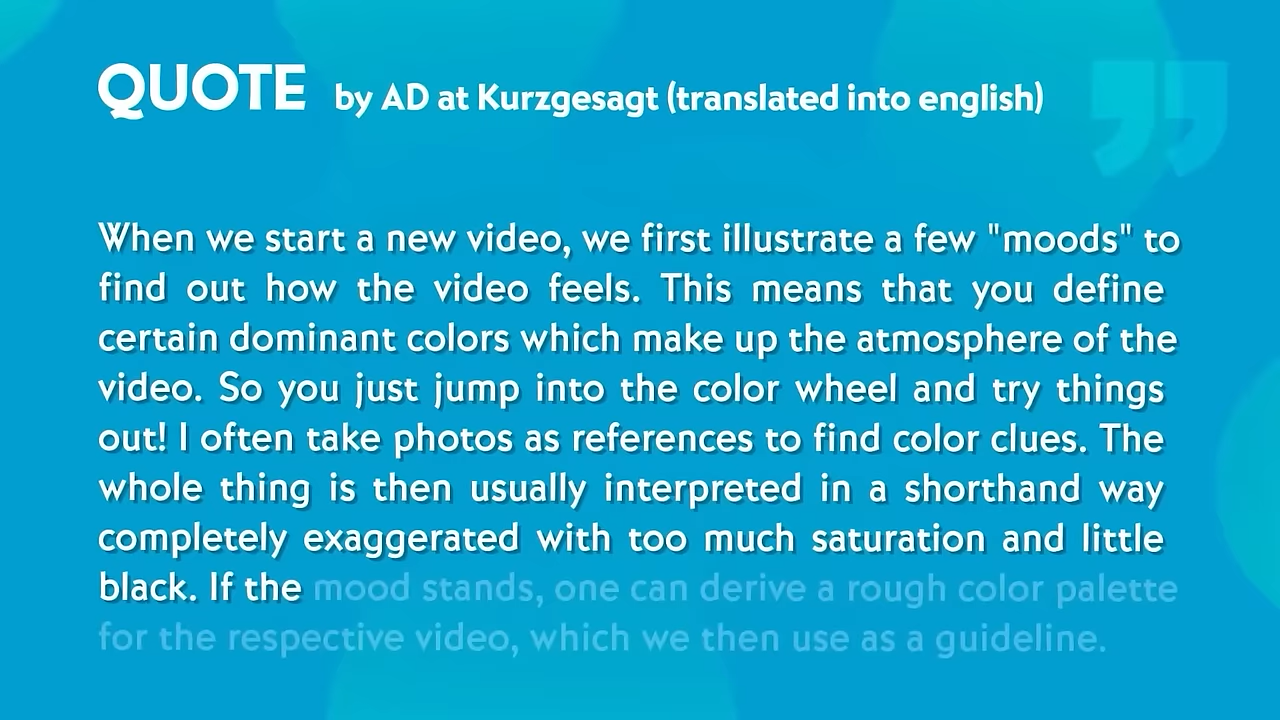 QUOTE by AD at Kurzgesagt (translated into english)
When we start a new video, we first illustrate a few "moods" to
find out how the video feels. This means that you define
certain dominant colors which make up the atmosphere of the
video. So you just jump into the color wheel and try things
out! I often take photos as references to find color clues. The
whole thing is then usually interpreted in a shorthand way
completely exaggerated with too much saturation and little
black. If the mood stands, one can derive a rough color palette
for the respective video, which we then use as a guideline.